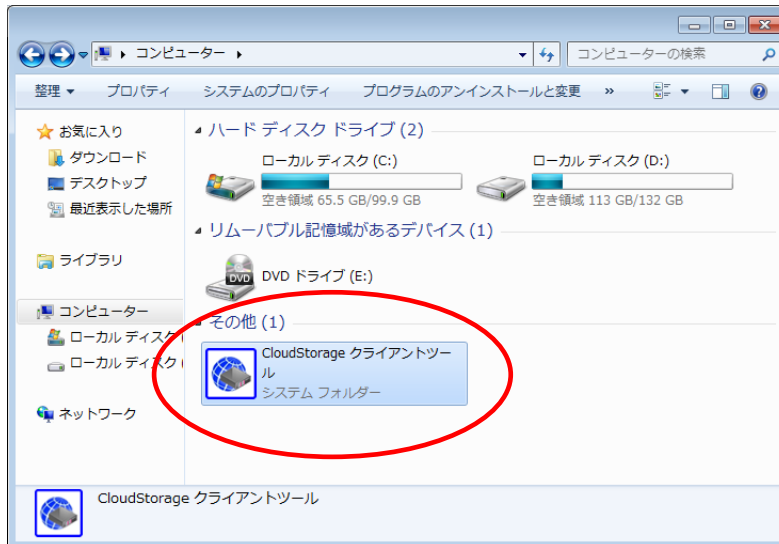 コンピューター
コンピューターの検索
整理 プロパティ システムのプロパティ プログラムのアンインストールと変更 »
お気に入り
ダウンロード
デスクトップ
最近表示した場所
ライブラリ
コンピューター
ローカル ディスク (
ローカル ディスク (
ネットワーク
ハード ディスク ドライブ (2)
ローカル ディスク (C:)
空き領域 65.5 GB/99.9 GB
ローカル ディスク (D:)
空き領域 113 GB/132 GB
リムーバブル記憶域があるデバイス (1)
DVD
DVD ドライブ (E:)
その他 (1)
CloudStorage クライアントツー
ル
システム フォルダー
CloudStorage クライアントツール